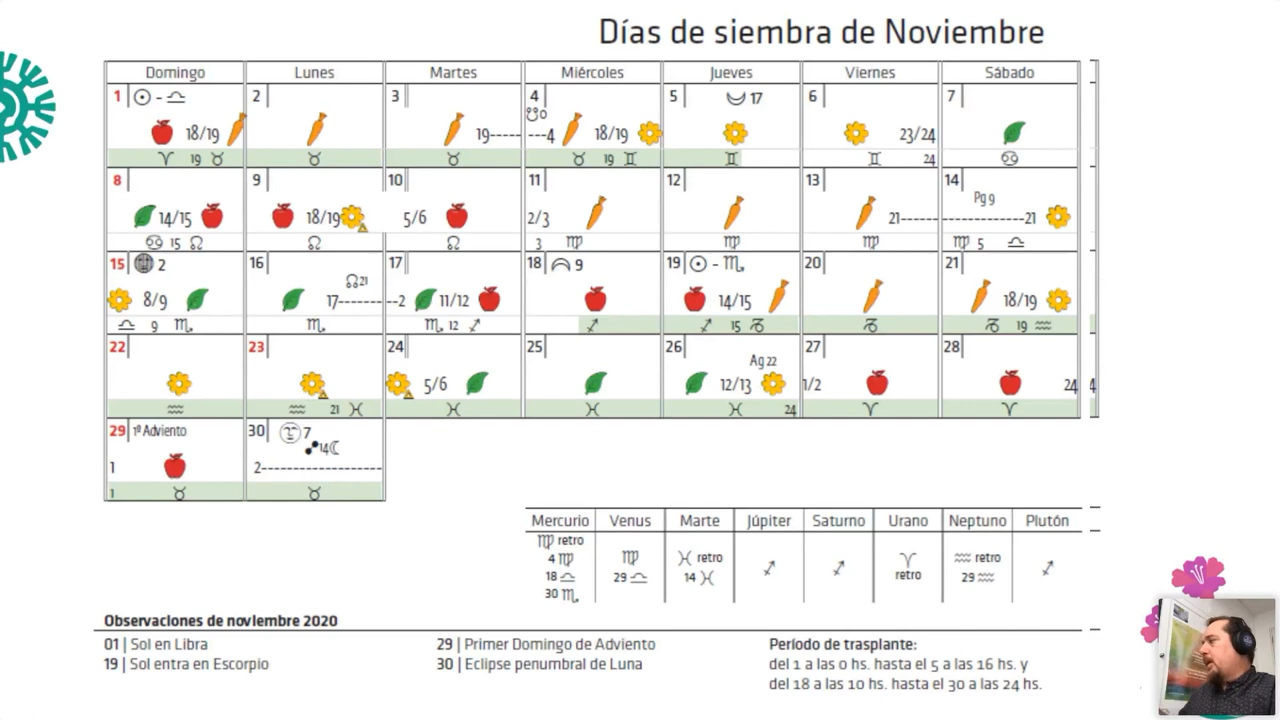 Días de siembra de Noviembre
Domingo Lunes Martes Miércoles Jueves Viernes Sábado
1 ☉ - ♎ 2 3 4 5 17 6 7
☋0
18/19 19----- ---4 18/19 23/24
♈ 19 ♉ ♉ ♉ ♉ 19 ♊ ♊ ♊ 24 ♋
8 9 10 11 12 13 14
Pg 9
14/15 18/19 5/6 2/3 21----------------------21
♋ 15 ♌ ♌ ♌ 3 ♍ ♍ ♍ ♍ 5 ♎
15 2 16 17 18 9 19 ☉ - ♏ 20 21
☊21
8/9 17---------2 11/12 14/15 18/19
♎ 9 ♏ ♏ ♏ 12 ♐ ♐ ♐ 15 ♑ ♑ ♑ 19 ♒
22 23 24 25 26 27 28
Ag 22
5/6 12/13 1/2 24
♒ ♒ 21 ♓ ♓ ♓ ♓ 24 ♈ ♈
29 1º Adviento 30 7
14☾
1 2------------------
1 ♉ ♉
Mercurio Venus Marte Júpiter Saturno Urano Neptuno Plutón
♍ retro
4 ♍ ♍ ♓ retro ♐ ♐ ♈ ♒ retro ♐
18 ♎ 29 ♎ 14 ♓ retro 29 ♒
30 ♏
Observaciones de noviembre 2020
01 | Sol en Libra 29 | Primer Domingo de Adviento Período de trasplante:
19 | Sol entra en Escorpio 30 | Eclipse penumbral de Luna del 1 a las 0 hs. hasta el 5 a las 16 hs. y
del 18 a las 10 hs. hasta el 30 a las 24 hs.